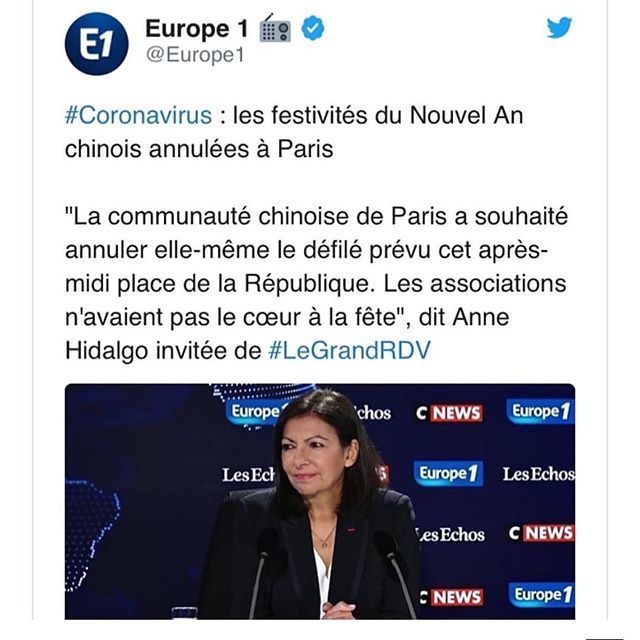 E1
Europe 1
@Europe1
#Coronavirus : les festivités du Nouvel An
chinois annulées à Paris
"La communauté chinoise de Paris a souhaité
annuler elle-même le défilé prévu cet après-
midi place de la République. Les associations
n'avaient pas le cœur à la fête", dit Anne
Hidalgo invitée de #LeGrandRDV
Europe chos C NEWS Europe 1
Les Ech S Europe 1 Les Echos
es Echos C NEWS
C NEWS Europe 1